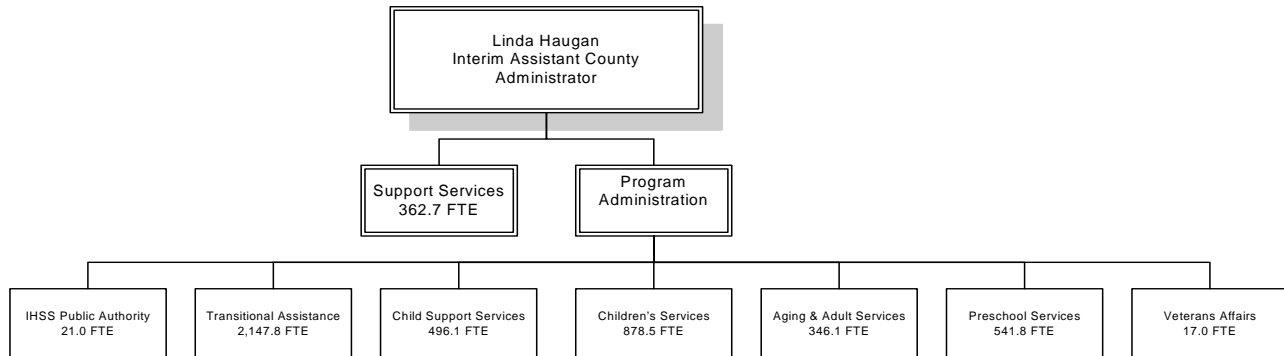 Linda Haugan
Interim Assistant County
Administrator
Support Services
362.7 FTE
Program
Administration
IHSS Public Authority
21.0 FTE
Transitional Assistance
2,147.8 FTE
Child Support Services
496.1 FTE
Children’s Services
878.5 FTE
Aging & Adult Services
346.1 FTE
Preschool Services
541.8 FTE
Veterans Affairs
17.0 FTE